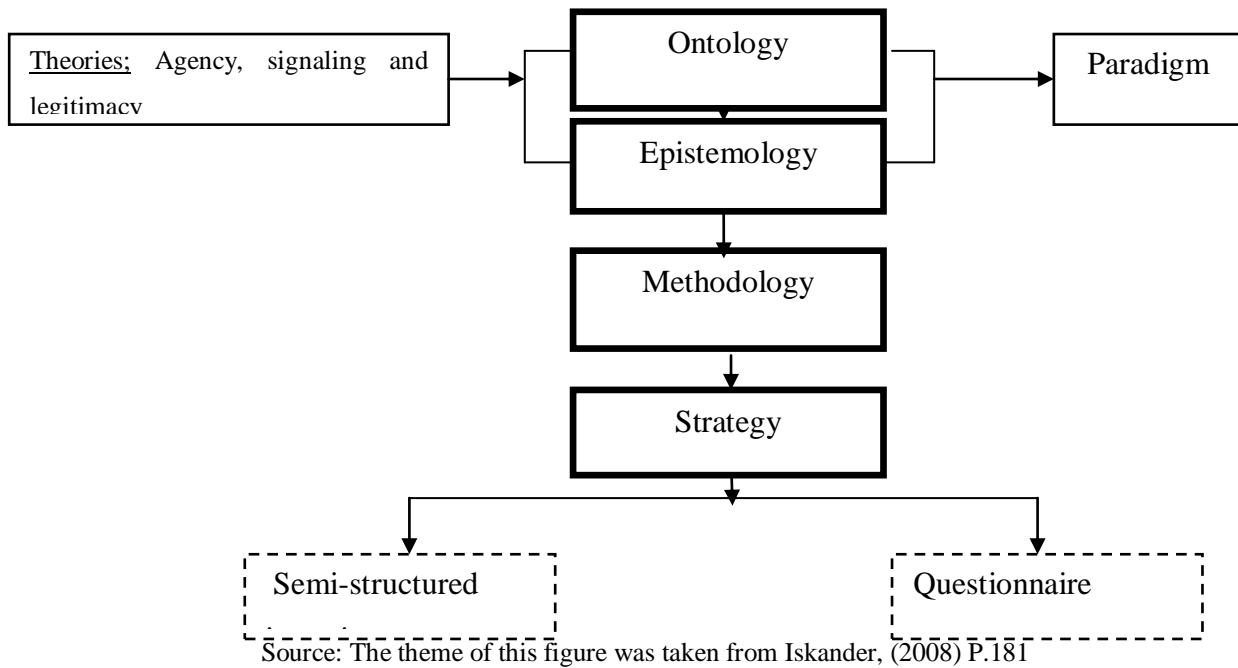 Ontology
Theories; Agency, signaling and
legitimacy
Paradigm
Epistemology
Methodology
Strategy
Semi-structured
Questionnaire
Source: The theme of this figure was taken from Iskander, (2008) P.181